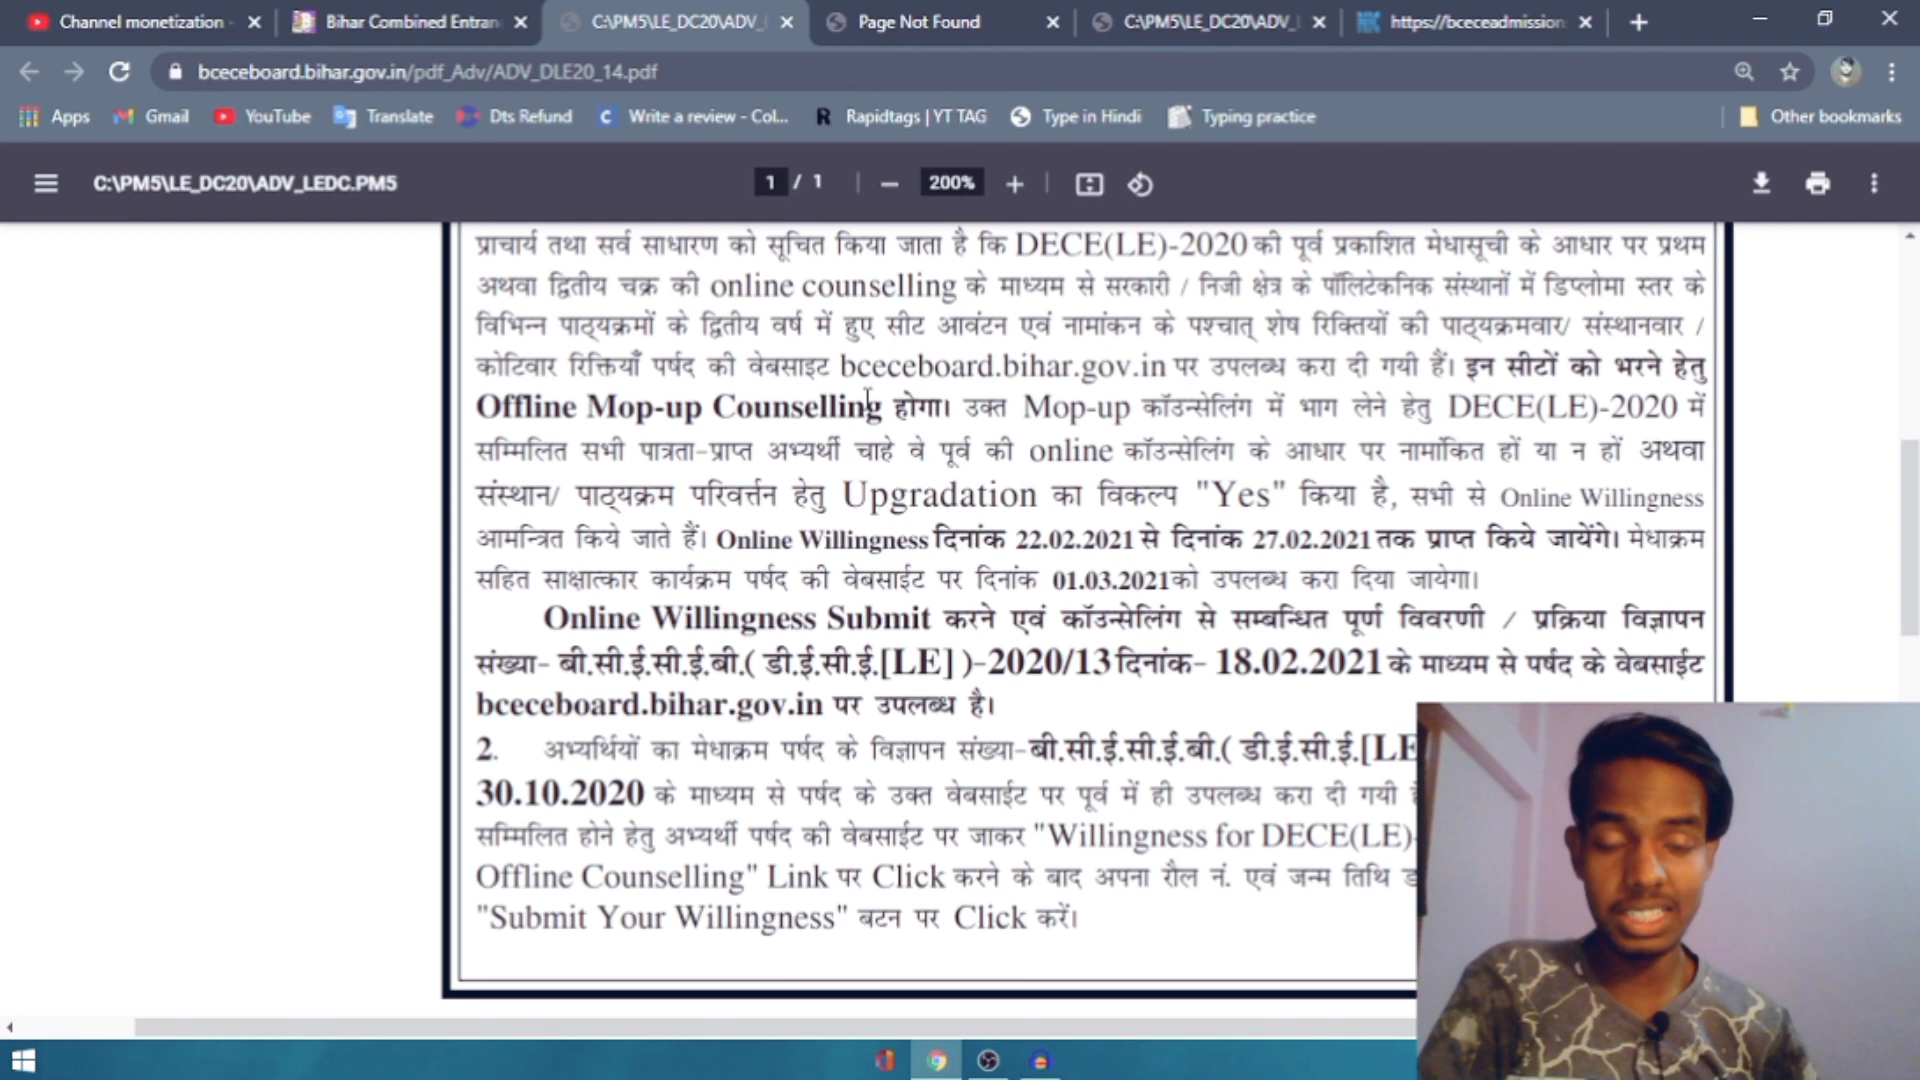 Channel monetization
Bihar Combined Entran
C:\PM5\LE_DC20\ADV_
Page Not Found
C:\PM5\LE_DC20\ADV_
https://bceceadmission
bceceboard.bihar.gov.in/pdf_Adv/ADV_DLE20_14.pdf
Apps
Gmail
YouTube
Translate
Dts Refund
Write a review - Col...
Rapidtags | YT TAG
Type in Hindi
Typing practice
Other bookmarks
C:\PM5\LE_DC20\ADV_LEDC.PM5
1 / 1
200%
प्राचार्य तथा सर्व साधारण को सूचित किया जाता है कि DECE(LE)-2020 की पूर्व प्रकाशित मेधासूची के आधार पर प्रथम
अथवा द्वितीय चक्र की online counselling के माध्यम से सरकारी / निजी क्षेत्र के पॉलिटेकनिक संस्थानों में डिप्लोमा स्तर के
विभिन्न पाठ्यक्रमों के द्वितीय वर्ष में हुए सीट आवंटन एवं नामांकन के पश्चात् शेष रिक्तियों की पाठ्यक्रमवार/ संस्थानवार /
कोटिवार रिक्तियाँ पर्षद की वेबसाइट bceceboard.bihar.gov.in पर उपलब्ध करा दी गयी हैं। इन सीटों को भरने हेतु
Offline Mop-up Counselling होगा। उक्त Mop-up कॉउन्सेलिंग में भाग लेने हेतु DECE(LE)-2020 में
सम्मिलित सभी पात्रता-प्राप्त अभ्यर्थी चाहे वे पूर्व की online कॉउन्सेलिंग के आधार पर नामांकित हों या न हों अथवा
संस्थान/ पाठ्यक्रम परिवर्त्तन हेतु Upgradation का विकल्प "Yes" किया है, सभी से Online Willingness
आमन्त्रित किये जाते हैं। Online Willingness दिनांक 22.02.2021 से दिनांक 27.02.2021 तक प्राप्त किये जायेंगे। मेधाक्रम
सहित साक्षात्कार कार्यक्रम पर्षद की वेबसाईट पर दिनांक 01.03.2021को उपलब्ध करा दिया जायेगा।
Online Willingness Submit करने एवं कॉउन्सेलिंग से सम्बन्धित पूर्ण विवरणी / प्रक्रिया विज्ञापन
संख्या- बी.सी.ई.सी.ई.बी.( डी.ई.सी.ई.[LE] )-2020/13 दिनांक- 18.02.2021 के माध्यम से पर्षद के वेबसाईट
bceceboard.bihar.gov.in पर उपलब्ध है।
2. अभ्यर्थियों का मेधाक्रम पर्षद के विज्ञापन संख्या-बी.सी.ई.सी.ई.बी.( डी.ई.सी.ई.[LE
30.10.2020 के माध्यम से पर्षद के उक्त वेबसाईट पर पूर्व में ही उपलब्ध करा दी गयी
सम्मिलित होने हेतु अभ्यर्थी पर्षद की वेबसाईट पर जाकर "Willingness for DECE(LE)-
Offline Counselling" Link पर Click करने के बाद अपना रौल नं. एवं जन्म तिथि
"Submit Your Willingness" बटन पर Click करें।